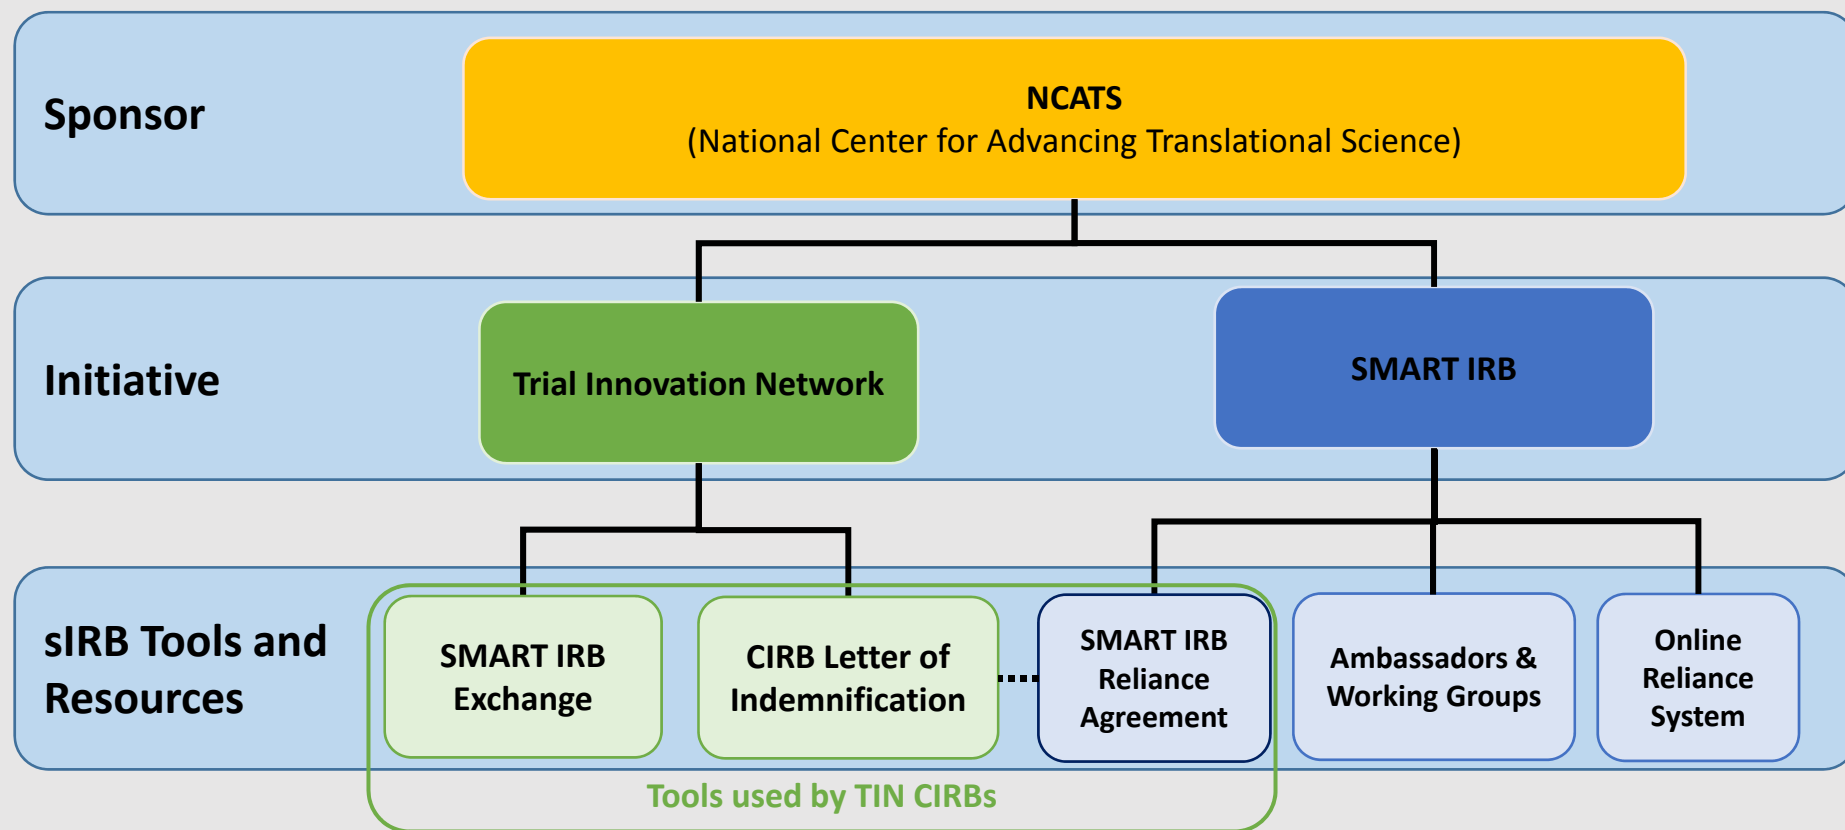 Sponsor
NCATS
(National Center for Advancing Translational Science)
Initiative
Trial Innovation Network
SMART IRB
sIRB Tools and
Resources
SMART IRB
Exchange
CIRB Letter of
Indemnification
SMART IRB
Reliance
Agreement
Ambassadors &
Working Groups
Online
Reliance
System
Tools used by TIN CIRBs